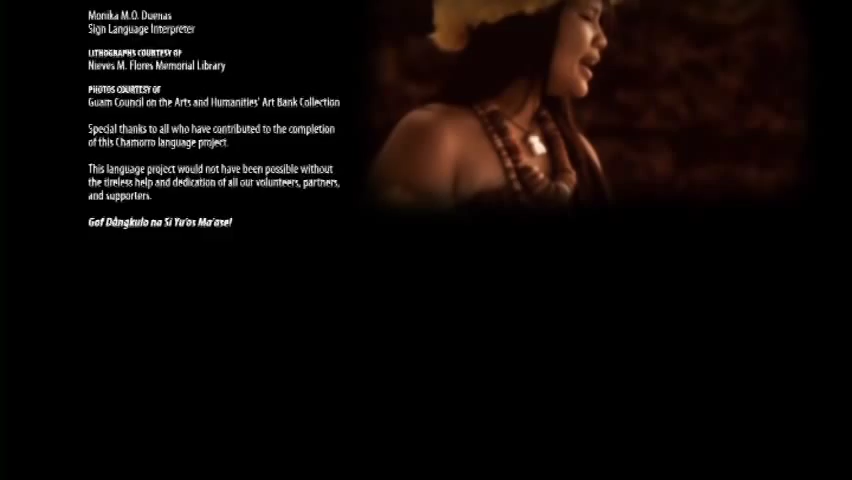 Monika M.O. Duenas
Sign Language Interpreter
LITHOGRAPHS COURTESY OF
Nieves M. Flores Memorial Library
PHOTOS COURTESY OF
Guam Council on the Arts and Humanities' Art Bank Collection
Special thanks to all who have contributed to the completion
of this Chamorro language project.
This language project would not have been possible without
the tireless help and dedication of all our volunteers, partners,
and supporters.
Gof Dångkulo na Si Yu'os Ma'ase!